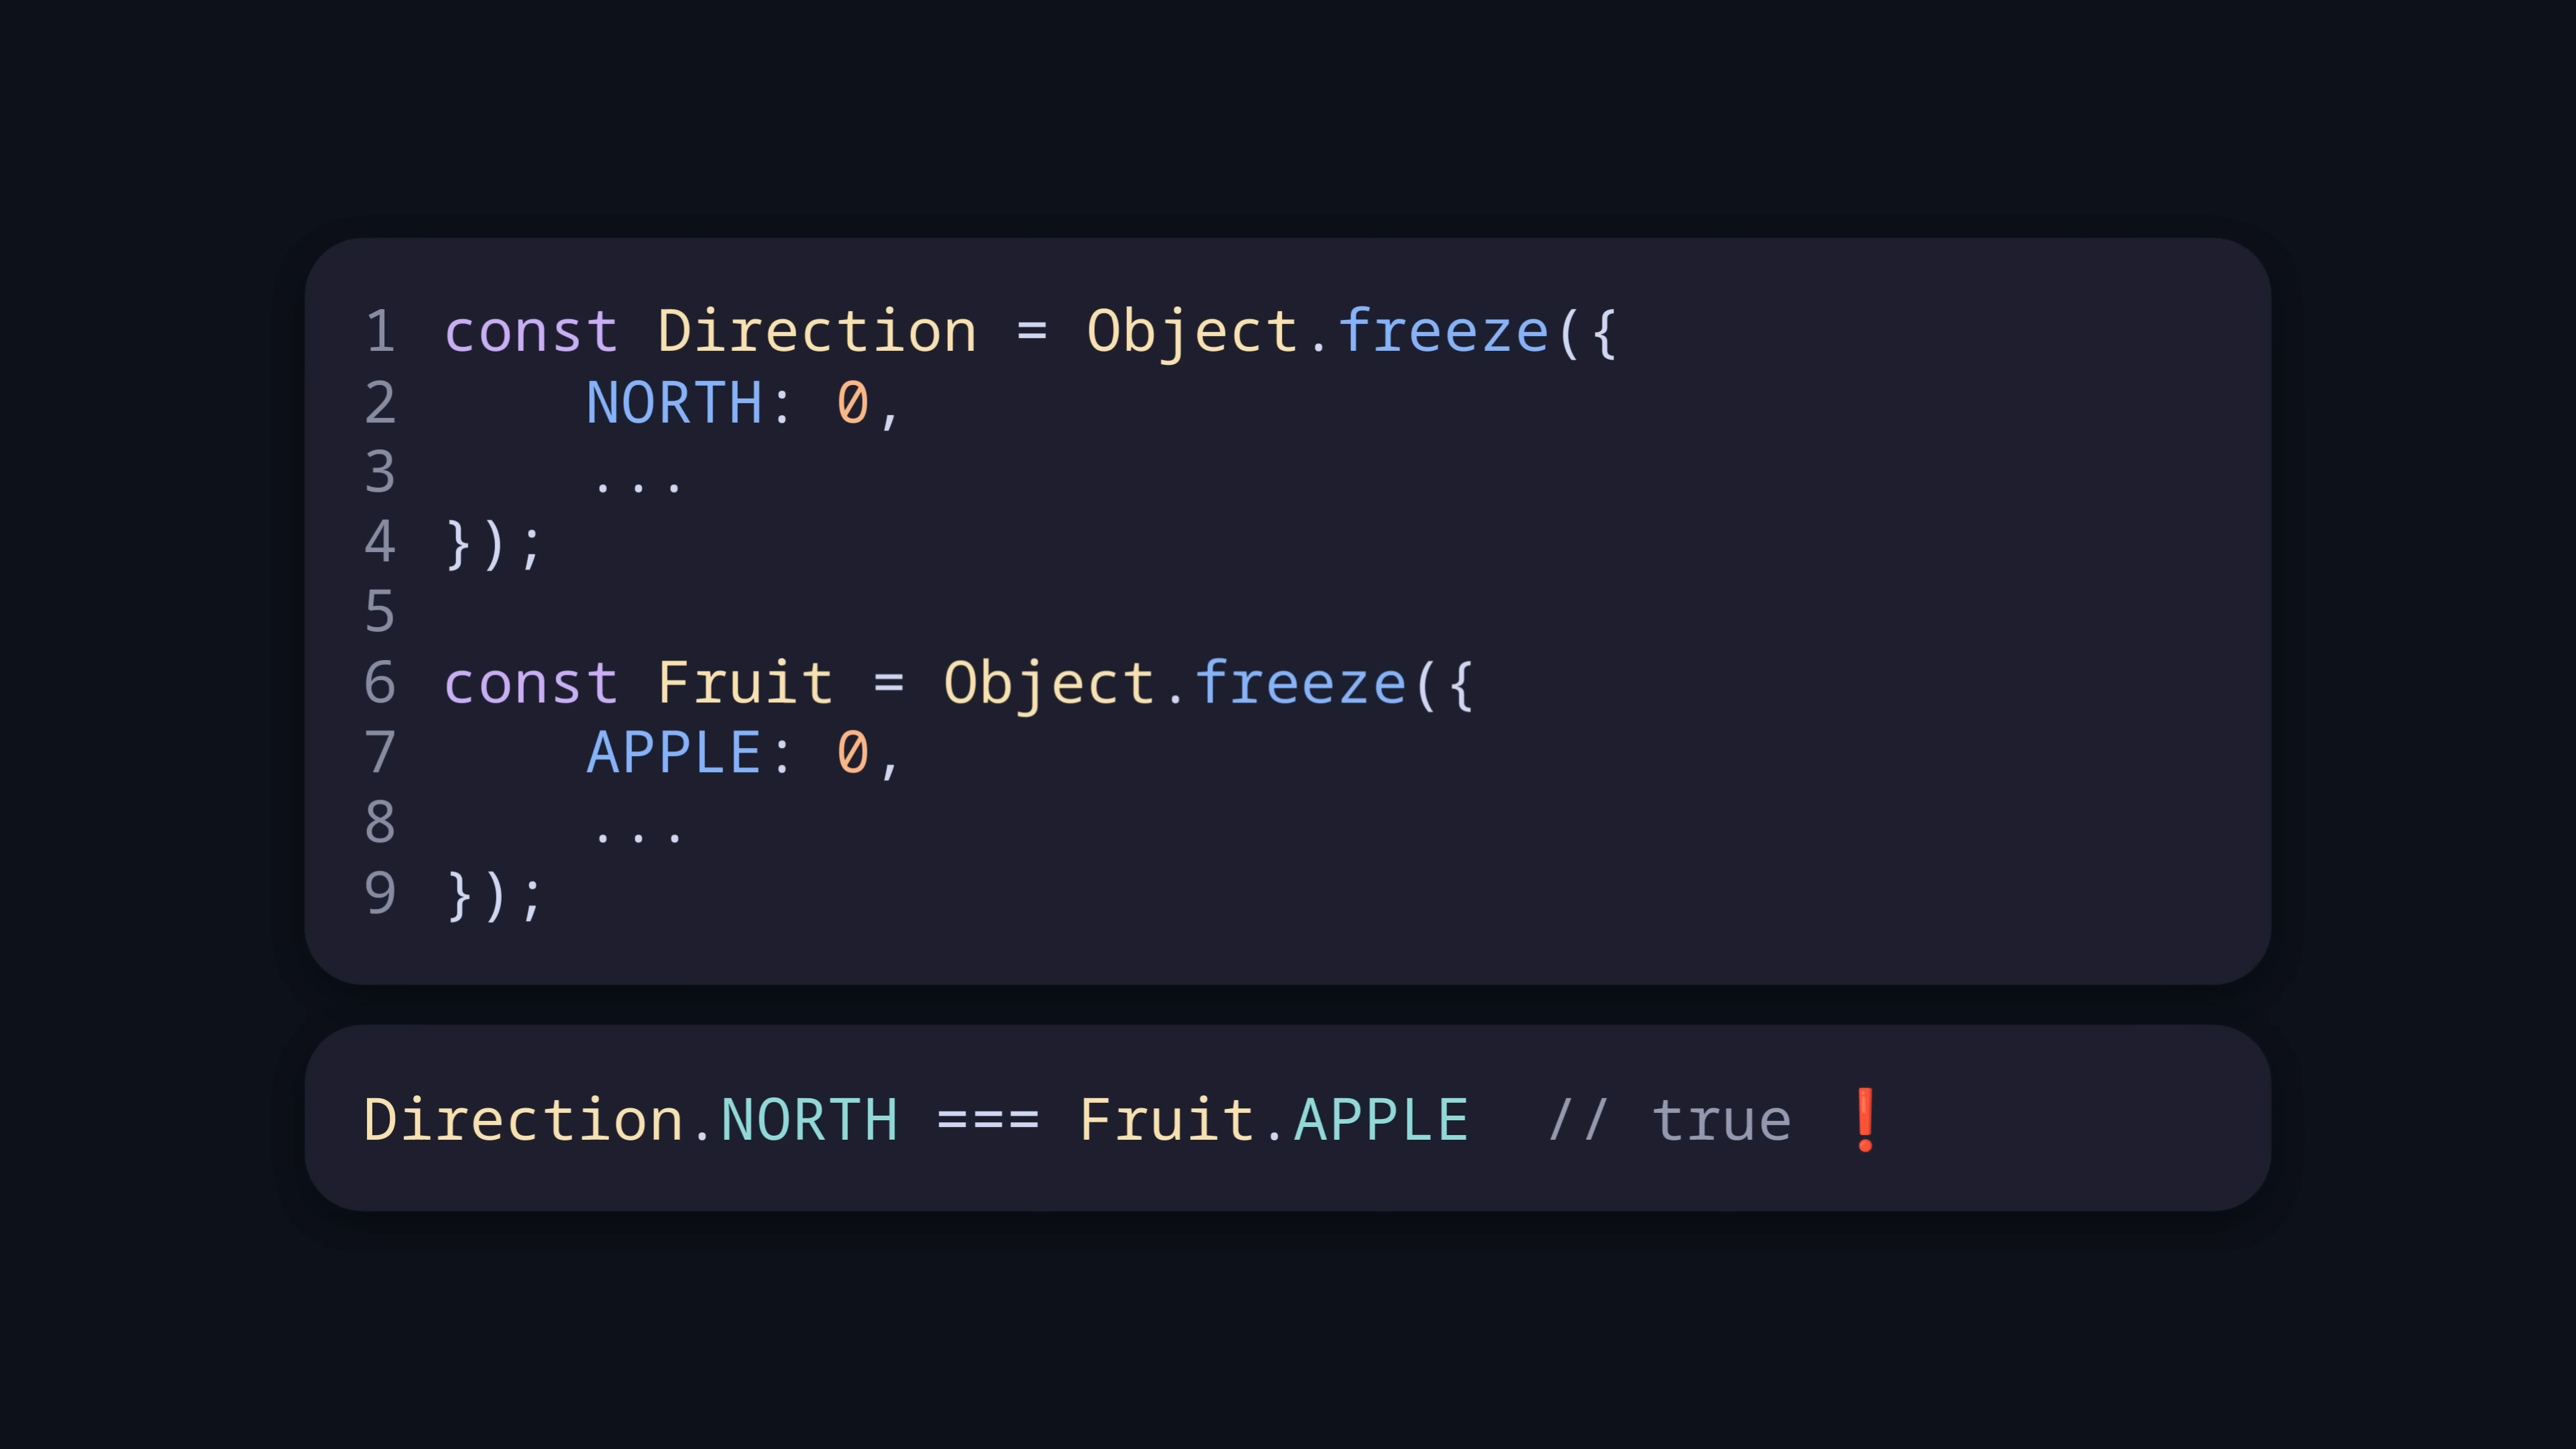 1 const Direction = Object.freeze({
2     NORTH: 0,
3     ...
4 });
5
6 const Fruit = Object.freeze({
7     APPLE: 0,
8     ...
9 });
Direction.NORTH === Fruit.APPLE  // true ❗